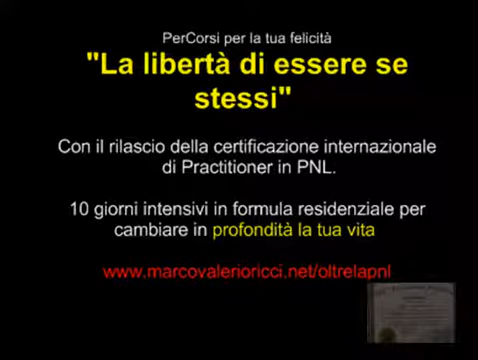 PerCorsi per la tua felicità
"La libertà di essere se
stessi"
Con il rilascio della certificazione internazionale
di Practitioner in PNL.
10 giorni intensivi in formula residenziale per
cambiare in profondità la tua vita
www.marcovalerioricci.net/oltrelapnl